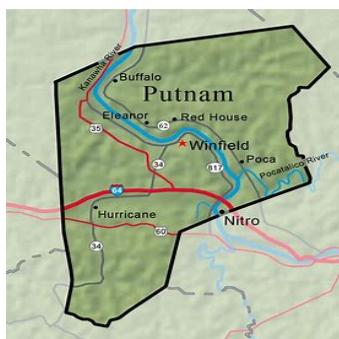 Kanawha River
Buffalo
Putnam
Eleanor
62
Red House
35
Winfield
34
817
Poca
Pocatalico River
64
Hurricane
Nitro
34
60